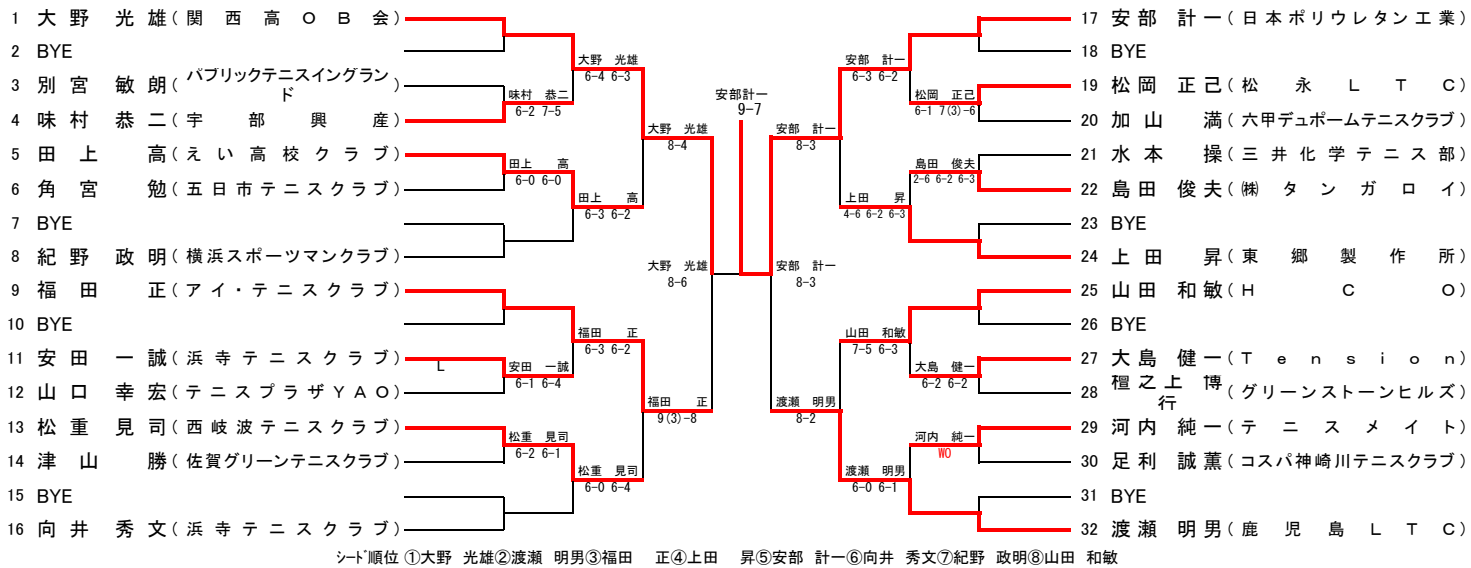 1 大野 光雄(関西高OB会)
2 BYE
3 別宮 敏朗(パブリックテニスイングランド)
4 味村 恭二(宇部興産)
5 田上 高(えい高校クラブ)
6 角宮 勉(五日市テニスクラブ)
7 BYE
8 紀野 政明(横浜スポーツマンクラブ)
9 福田 正(アイ・テニスクラブ)
10 BYE
11 安田 一誠(浜寺テニスクラブ)
L
12 山口 幸宏(テニスプラザYAO)
13 松重 見司(西岐波テニスクラブ)
14 津山 勝(佐賀グリーンテニスクラブ)
15 BYE
16 向井 秀文(浜寺テニスクラブ)
味村 恭二
6-2 7-5
田上 高
6-0 6-0
安田 一誠
6-1 6-4
松重 見司
6-2 6-1
大野 光雄
6-4 6-3
田上 高
6-3 6-2
福田 正
6-3 6-2
松重 見司
6-0 6-4
大野 光雄
8-4
福田 正
9(3)-8
大野 光雄
8-6
安部計一
9-7
安部 計一
8-3
安部 計一
8-3
渡瀬 明男
8-2
安部 計一
6-3 6-2
上田 昇
4-6 6-2 6-3
山田 和敏
7-5 6-3
渡瀬 明男
6-0 6-1
松岡 正己
6-1 7(3)-6
島田 俊夫
2-6 6-2 6-3
大島 健一
6-2 6-2
河内 純一
WO
17 安部 計一(日本ポリウレタン工業)
18 BYE
19 松岡 正己(松永LTC)
20 加山 満(六甲デュポームテニスクラブ)
21 水本 操(三井化学テニス部)
22 島田 俊夫(㈱タンガロイ)
23 BYE
24 上田 昇(東郷製作所)
25 山田 和敏(HCO)
26 BYE
27 大島 健一(Tension)
28 檀之上 博行(グリーンストーンヒルズ)
29 河内 純一(テニスメイト)
30 足利 誠薫(コスパ神崎川テニスクラブ)
31 BYE
32 渡瀬 明男(鹿児島LTC)
シード順位 ①大野 光雄②渡瀬 明男③福田 正④上田 昇⑤安部 計一⑥向井 秀文⑦紀野 政明⑧山田 和敏